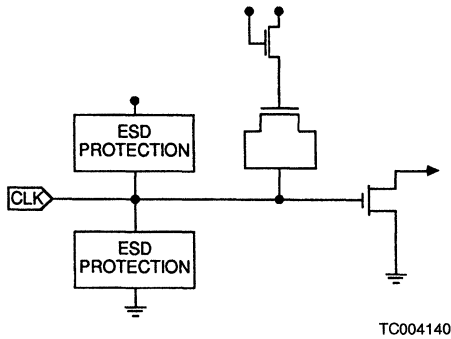 ESD
PROTECTION
CLK
ESD
PROTECTION
TC004140